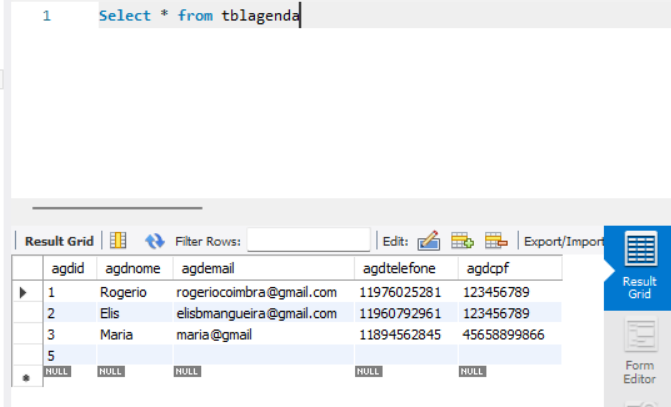 1 Select * from tblagenda
Result Grid Filter Rows: Edit: Export/Import
agdid agdnome agdemail agdtelefone agdcpf
1 Rogerio rogeriocoimbra@gmail.com 11976025281 123456789
2 Elis elisbmangueira@gmail.com 11960792961 123456789
3 Maria maria@gmail 11894562845 45658899866
5
NULL NULL NULL NULL NULL
Result
Grid
Form
Editor